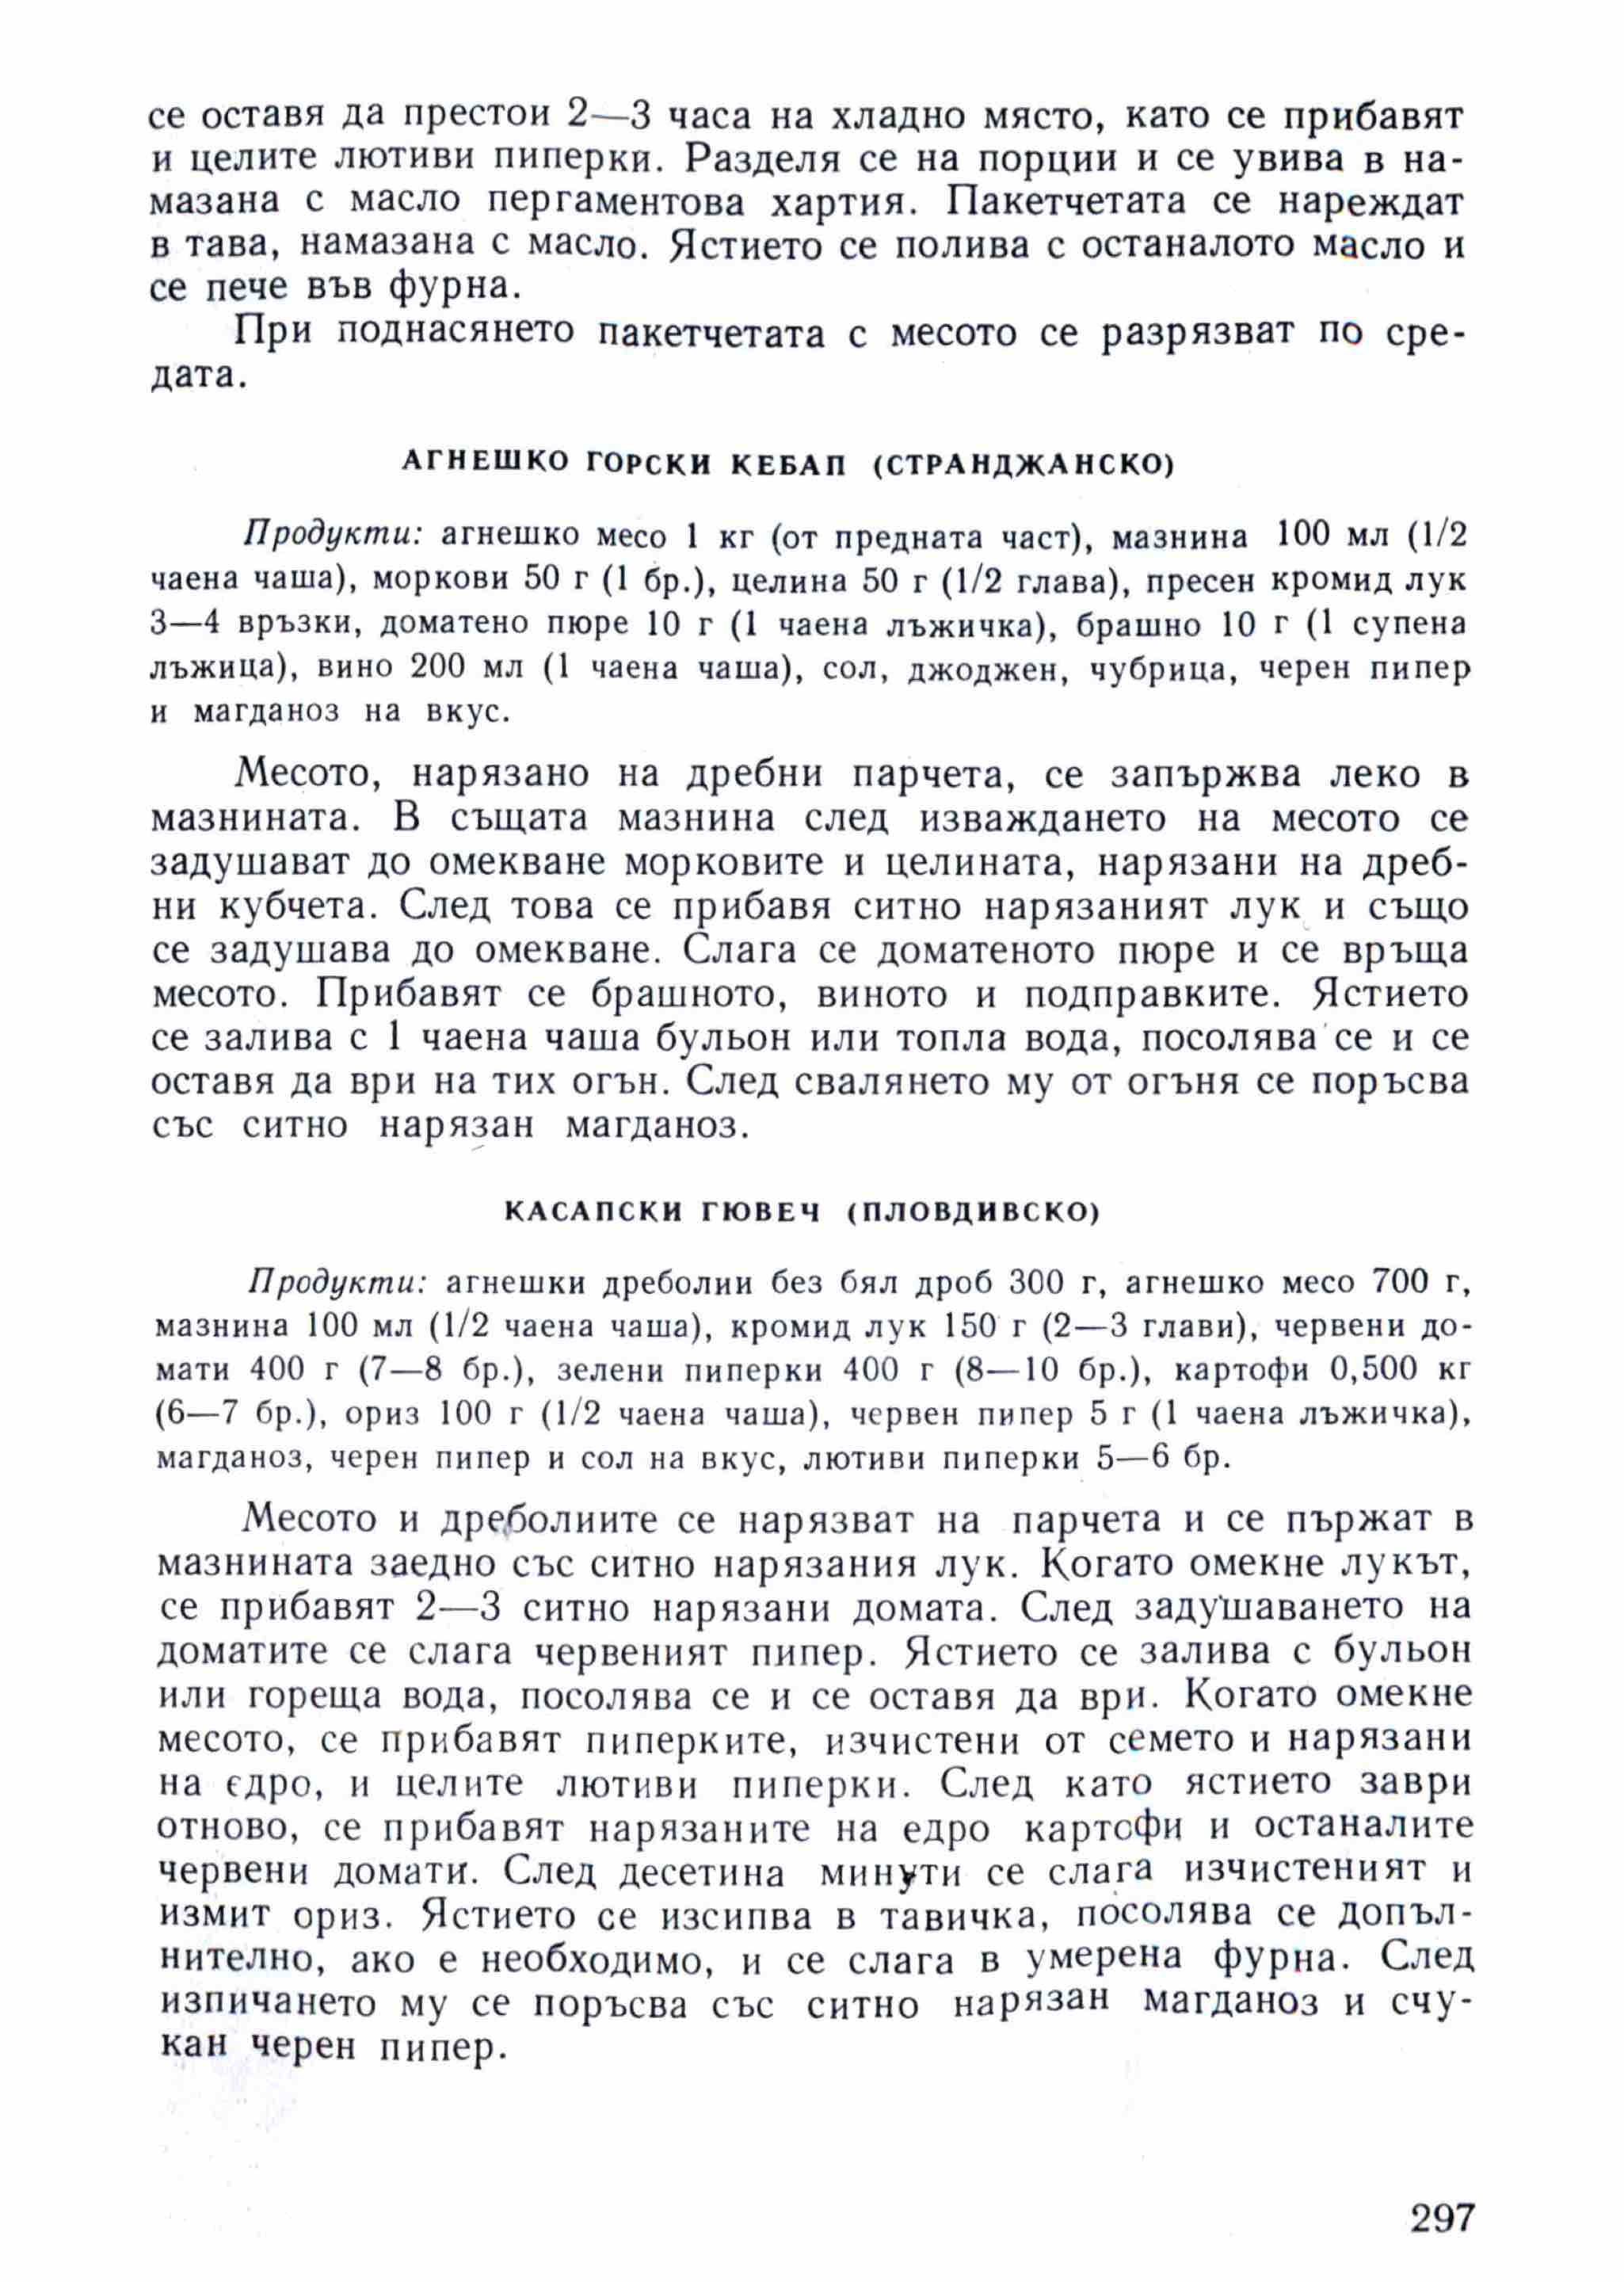 се оставя да престои 2—3 часа на хладно място, като се прибавят
и целите лютиви пиперки. Разделя се на порции и се увива в на-
мазана с масло пергаментова хартия. Пакетчетата се нареждат
в тава, намазана с масло. Ястието се полива с останалото масло и
се пече във фурна.
При поднасянето пакетчетата с месото се разрязват по сре-
дата.
АГНЕШКО ГОРСКИ КЕБАП (СТРАНДЖАНСКО)
Продукти: агнешко месо 1 кг (от предната част), мазнина 100 мл (1/2
чаена чаша), моркови 50 г (1 бр.), целина 50 г (1/2 глава), пресен кромид лук
3—4 връзки, доматено пюре 10 г (1 чаена лъжичка), брашно 10 г (1 супена
лъжица), вино 200 мл (1 чаена чаша), сол, джоджен, чубрица, черен пипер
и магданоз на вкус.
Месото, нарязано на дребни парчета, се запържва леко в
мазнината. В същата мазнина след изваждането на месото се
задушават до омекване морковите и целината, нарязани на дреб-
ни кубчета. След това се прибавя ситно нарязаният лук и също
се задушава до омекване. Слага се доматеното пюре и се връща
месото. Прибавят се брашното, виното и подправките. Ястието
се залива с 1 чаена чаша бульон или топла вода, посолява се и се
оставя да ври на тих огън. След свалянето му от огъня се поръсва
със ситно нарязан магданоз.
КАСАПСКИ ГЮВЕЧ (ПЛОВДИВСКО)
Продукти: агнешки дреболии без бял дроб 300 г, агнешко месо 700 г,
мазнина 100 мл (1/2 чаена чаша), кромид лук 150 г (2—3 глави), червени до-
мати 400 г (7—8 бр.), зелени пиперки 400 г (8—10 бр.), картофи 0,500 кг
(6—7 бр.), ориз 100 г (1/2 чаена чаша), червен пипер 5 г (1 чаена лъжичка),
магданоз, черен пипер и сол на вкус, лютиви пиперки 5—6 бр.
Месото и дреболиите се нарязват на парчета и се пържат в
мазнината заедно със ситно нарязания лук. Когато омекне лукът,
се прибавят 2—3 ситно нарязани домата. След задушаването на
доматите се слага червеният пипер. Ястието се залива с бульон
или гореща вода, посолява се и се оставя да ври. Когато омекне
месото, се прибавят пиперките, изчистени от семето и нарязани
на едро, и целите лютиви пиперки. След като ястието заври
отново, се прибавят нарязаните на едро картофи и останалите
червени домати. След десетина минути се слага изчистеният и
измит ориз. Ястието се изсипва в тавичка, посолява се допъл-
нително, ако е необходимо, и се слага в умерена фурна. След
изпичането му се поръсва със ситно нарязан магданоз и счу-
кан черен пипер.
297